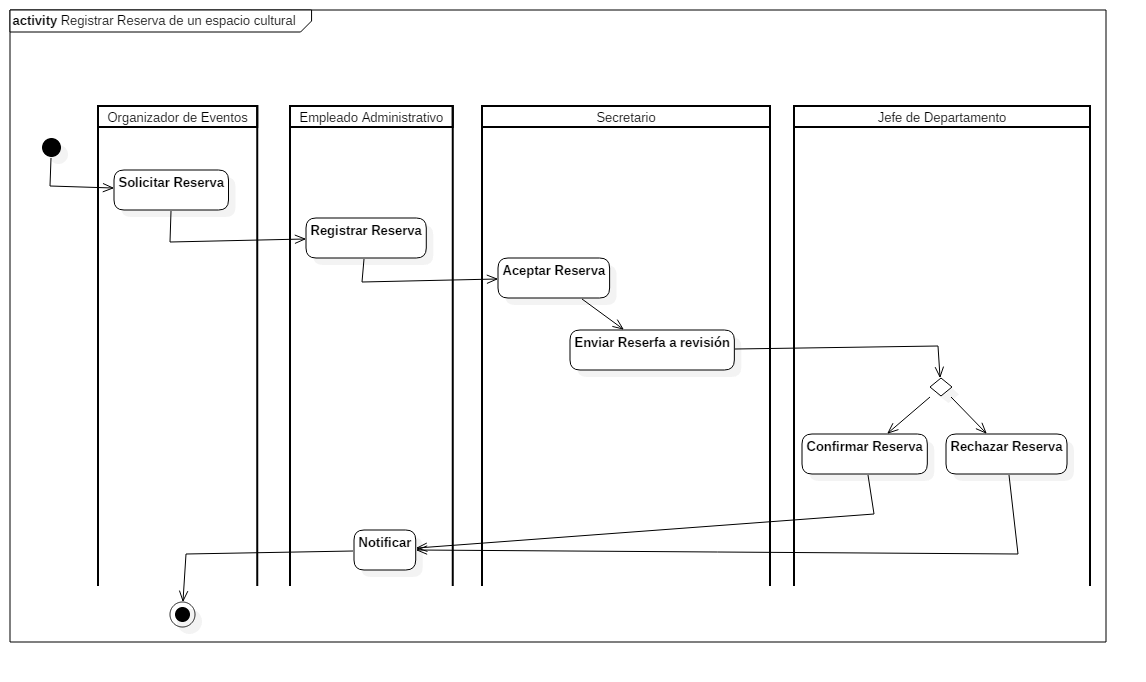 activity Registrar Reserva de un espacio cultural
Organizador de Eventos
Empleado Administrativo
Secretario
Jefe de Departamento
Solicitar Reserva
Registrar Reserva
Aceptar Reserva
Enviar Reserfa a revisión
Confirmar Reserva
Rechazar Reserva
Notificar